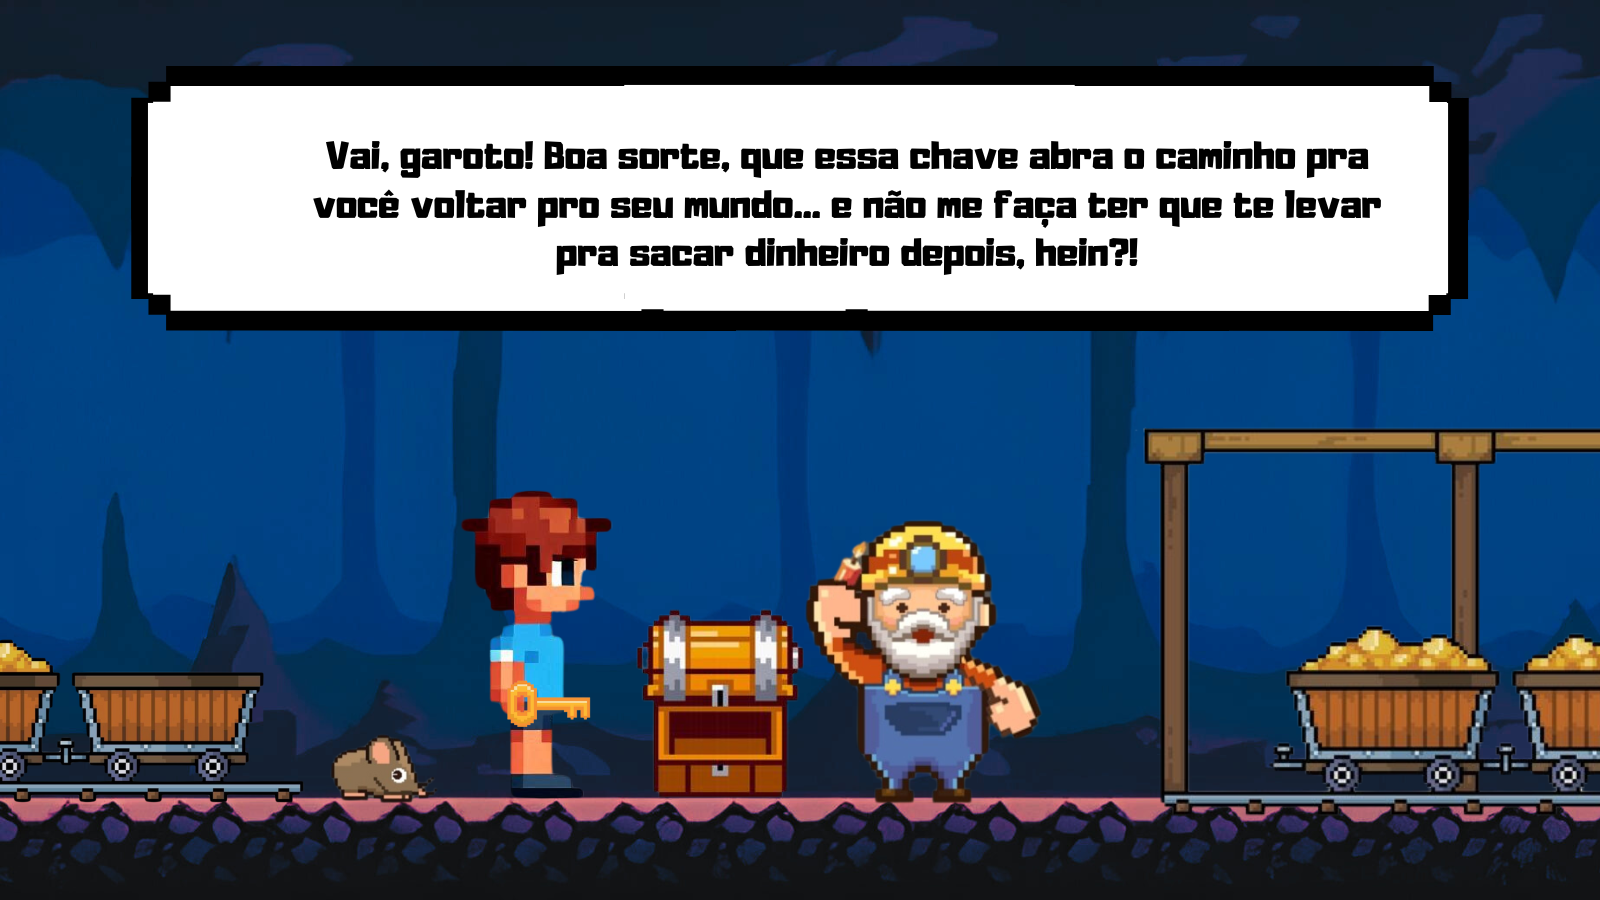 Vai, garoto! Boa sorte, que essa chave abra o caminho pra
você voltar pro seu mundo... e não me faça ter que te levar
pra sacar dinheiro depois, hein?!